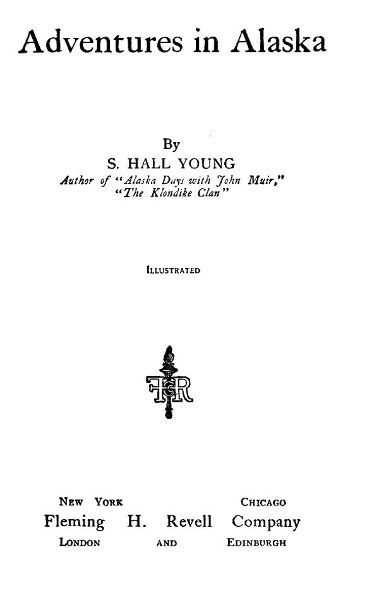 Adventures in Alaska
By
S. HALL YOUNG
Author of "Alaska Days with John Muir,"
"The Klondike Clan"
ILLUSTRATED
FHR
NEW YORK CHICAGO
Fleming H. Revell Company
LONDON AND EDINBURGH